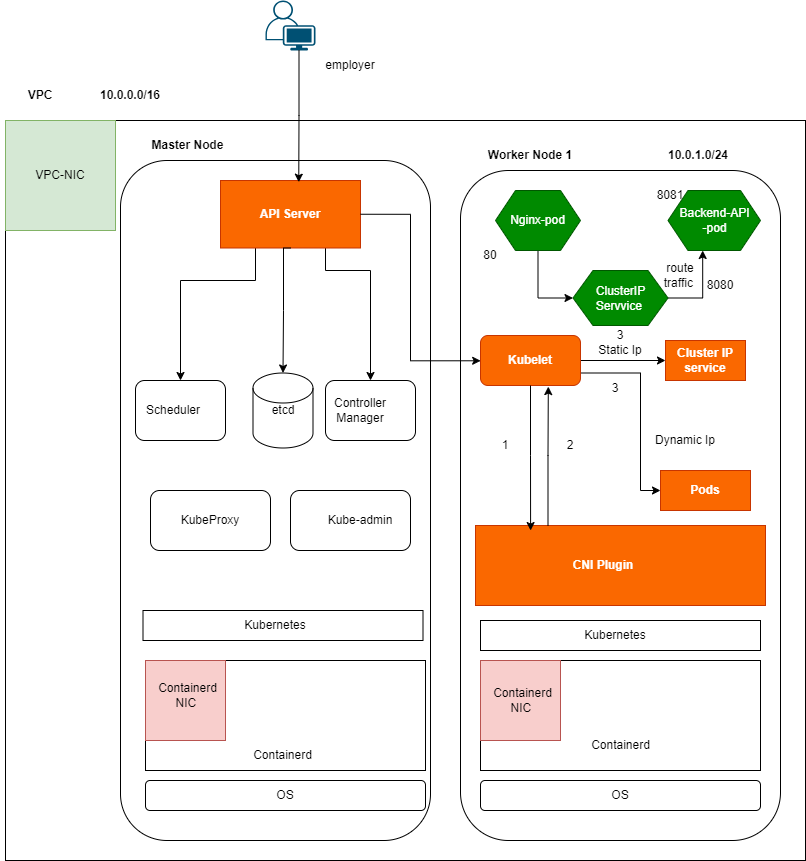 employer
VPC 10.0.0.0/16
Master Node
Worker Node 1 10.0.1.0/24
VPC-NIC
API Server
Nginx-pod
8081
Backend-API
-pod
80
route
traffic
8080
ClusterIP
Servvice
3
Static Ip
Kubelet
Cluster IP
service
3
Scheduler
etcd
Controller
Manager
1
2
Dynamic Ip
Pods
KubeProxy
Kube-admin
CNI Plugin
Kubernetes
Kubernetes
Containerd
NIC
Containerd
Containerd
NIC
Containerd
OS
OS